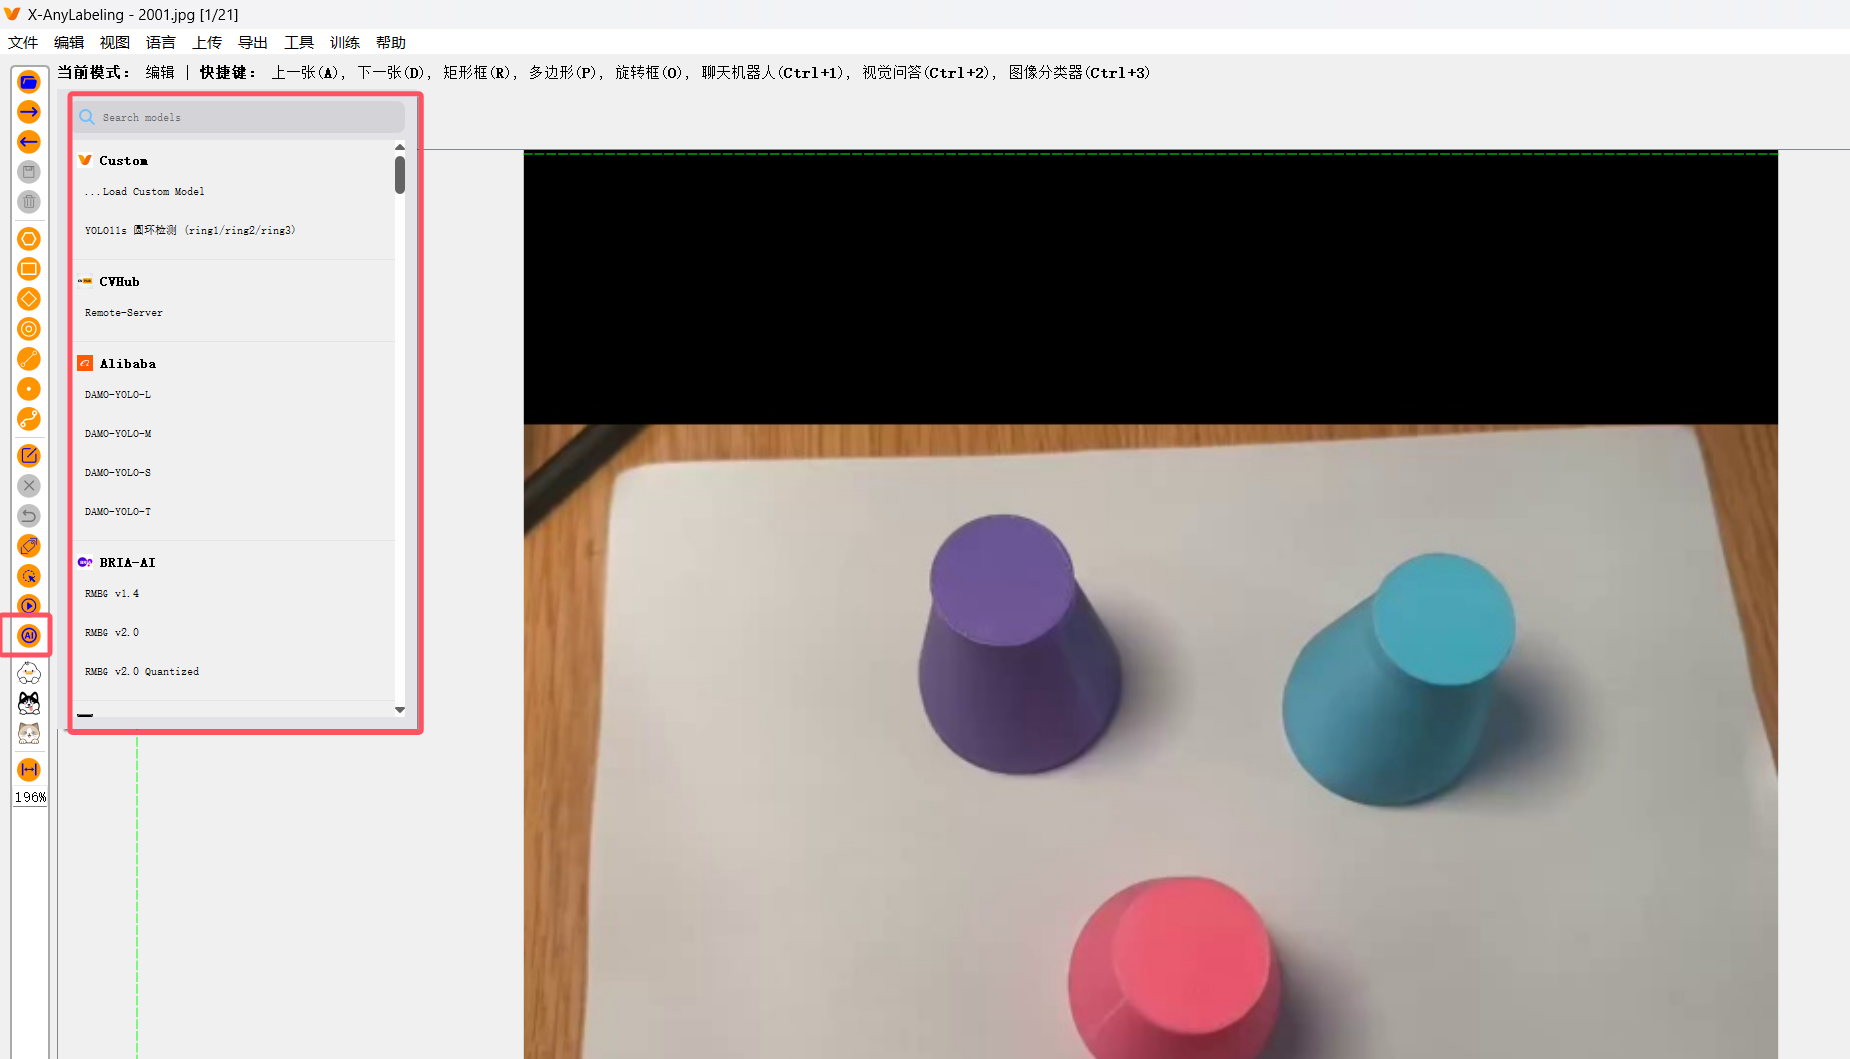 X-AnyLabeling - 2001.jpg [1/21]
文件 编辑 视图 语言 上传 导出 工具 训练 帮助
当前模式： 编辑 | 快捷键： 上一张(A), 下一张(D), 矩形框(R), 多边形(P), 旋转框(O), 聊天机器人(Ctrl+1), 视觉问答(Ctrl+2), 图像分类器(Ctrl+3)
Search models
Custom
...Load Custom Model
YOLO11s 圆环检测 (ring1/ring2/ring3)
CVHub
Remote-Server
Alibaba
DAMO-YOLO-L
DAMO-YOLO-M
DAMO-YOLO-S
DAMO-YOLO-T
BRIA-AI
RMBG v1.4
RMBG v2.0
RMBG v2.0 Quantized
AI
196%